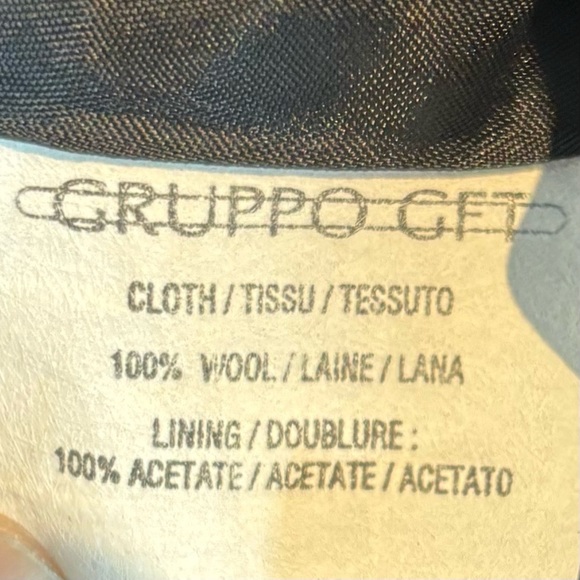 GRUPPO GFT
CLOTH / TISSU / TESSUTO
100% WOOL / LAINE / LANA
LINING / DOUBLURE :
100% ACETATE / ACETATE / ACETATO